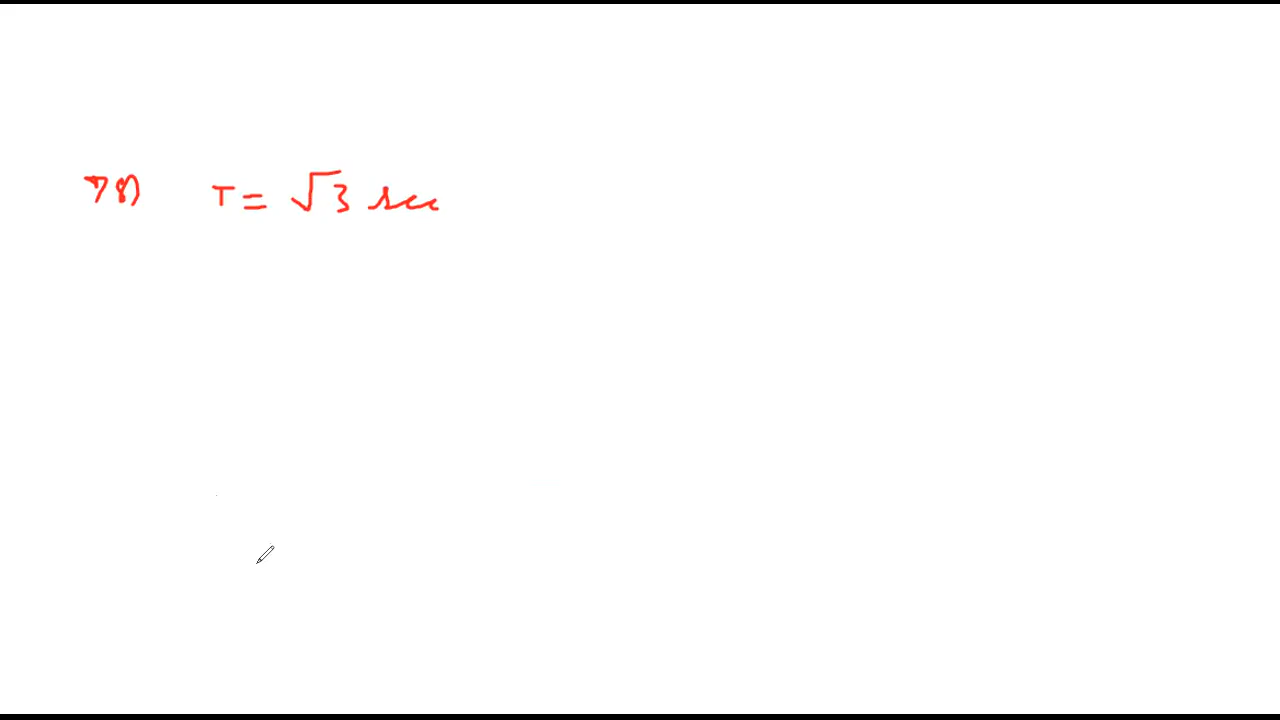 78) T = √3 sec